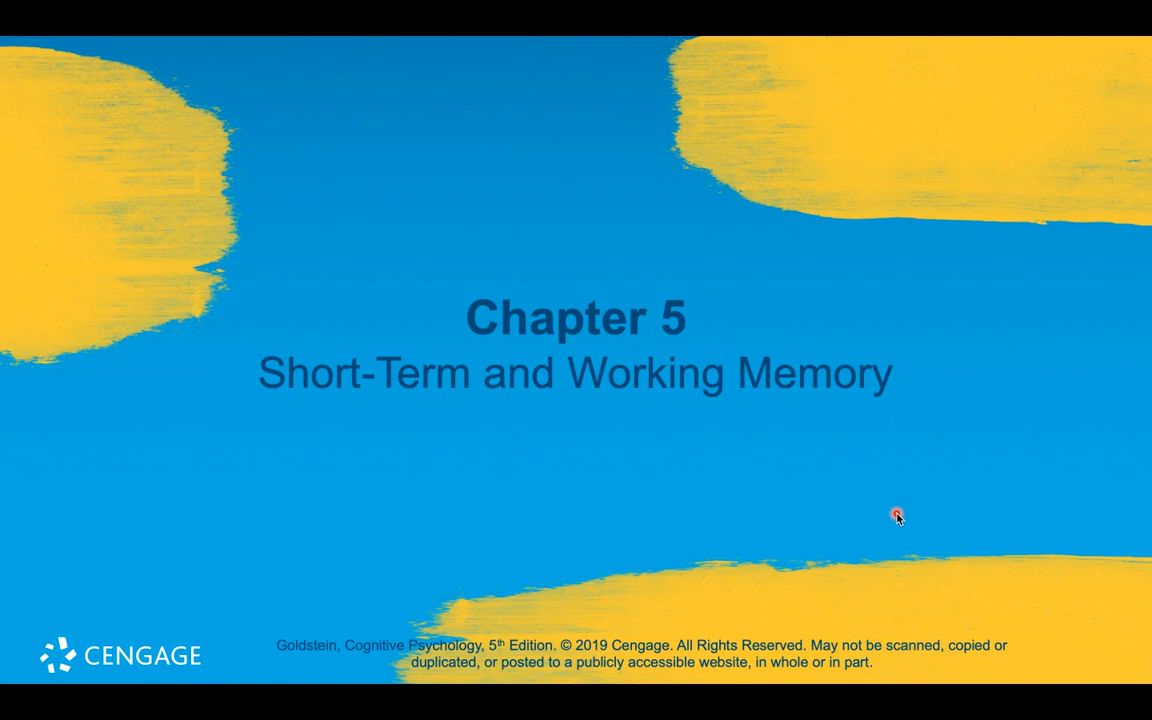 Chapter 5
Short-Term and Working Memory
CENGAGE
Goldstein, Cognitive Psychology, 5th Edition. © 2019 Cengage. All Rights Reserved. May not be scanned, copied or
duplicated, or posted to a publicly accessible website, in whole or in part.